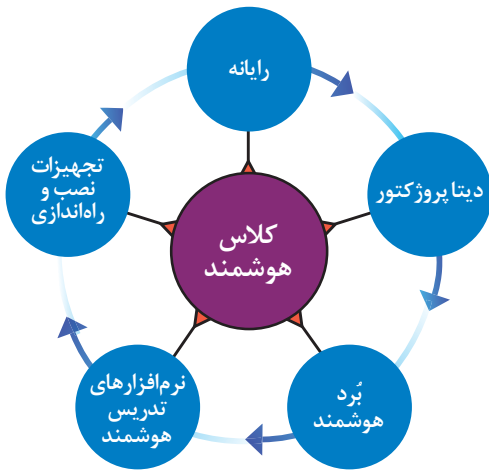 رایانه
دیتا پروژکتور
بُرد
هوشمند
نرم‌افزارهای
تدریس
هوشمند
تجهیزات
نصب و
راه‌اندازی
کلاس
هوشمند